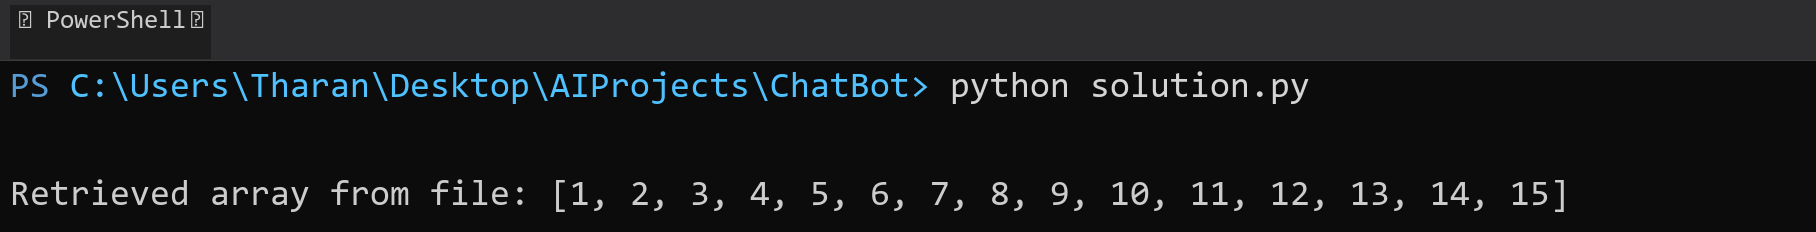 PowerShell
PS C:\Users\Tharan\Desktop\AIProjects\ChatBot> python solution.py
Retrieved array from file: [1, 2, 3, 4, 5, 6, 7, 8, 9, 10, 11, 12, 13, 14, 15]